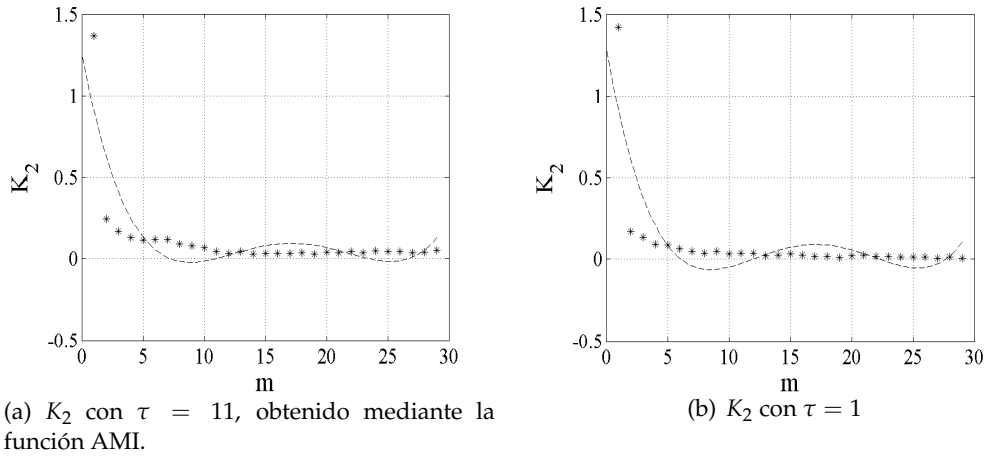 1.5
1
0.5
0
-0.5
K2
0 5 10 15 20 25 30
m
(a) K2 con τ = 11, obtenido mediante la
función AMI.
1.5
1
0.5
0
-0.5
K2
0 5 10 15 20 25 30
m
(b) K2 con τ = 1